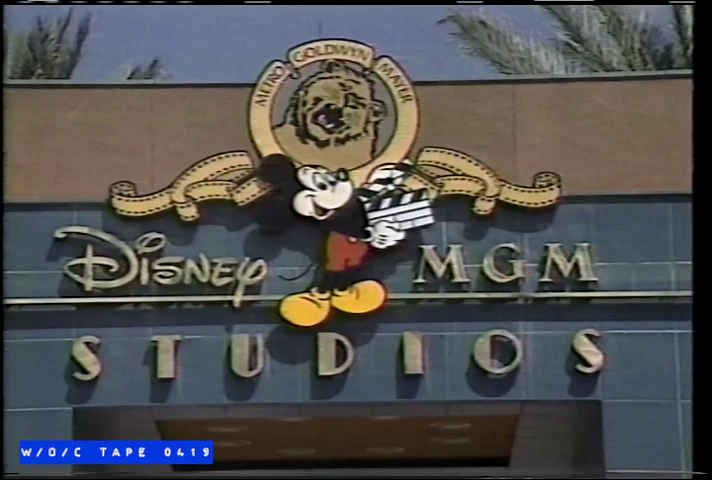 METRO GOLDWYN MAYER
DISNEY MGM
STUDIOS
W/D/C TAPE 0419